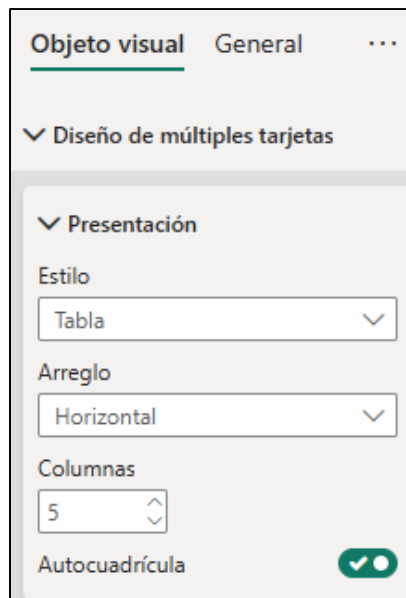 Objeto visual General ...
Diseño de múltiples tarjetas
Presentación
Estilo
Tabla
Arreglo
Horizontal
Columnas
5
Autocuadrícula